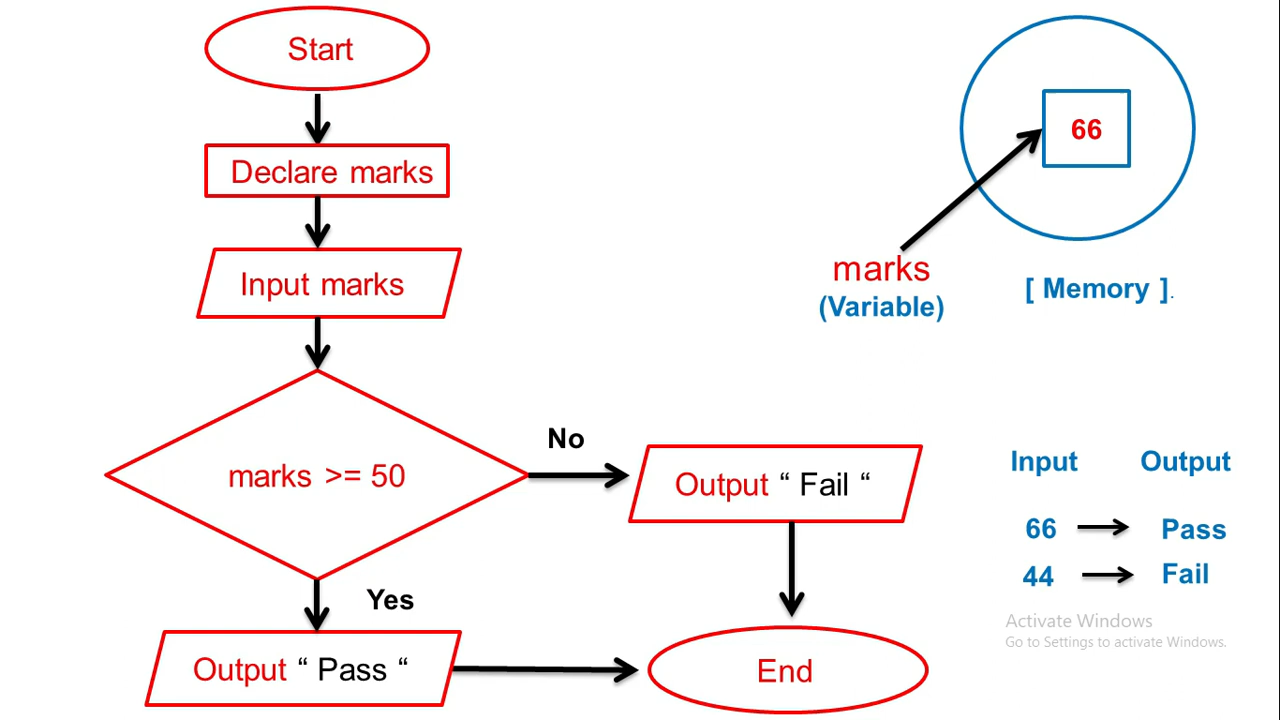 Start
Declare marks
Input marks
marks >= 50
No
Output “ Fail “
Yes
Output “ Pass “
End
66
marks
(Variable)
[ Memory ].
Input Output
66 Pass
44 Fail
Activate Windows
Go to Settings to activate Windows.